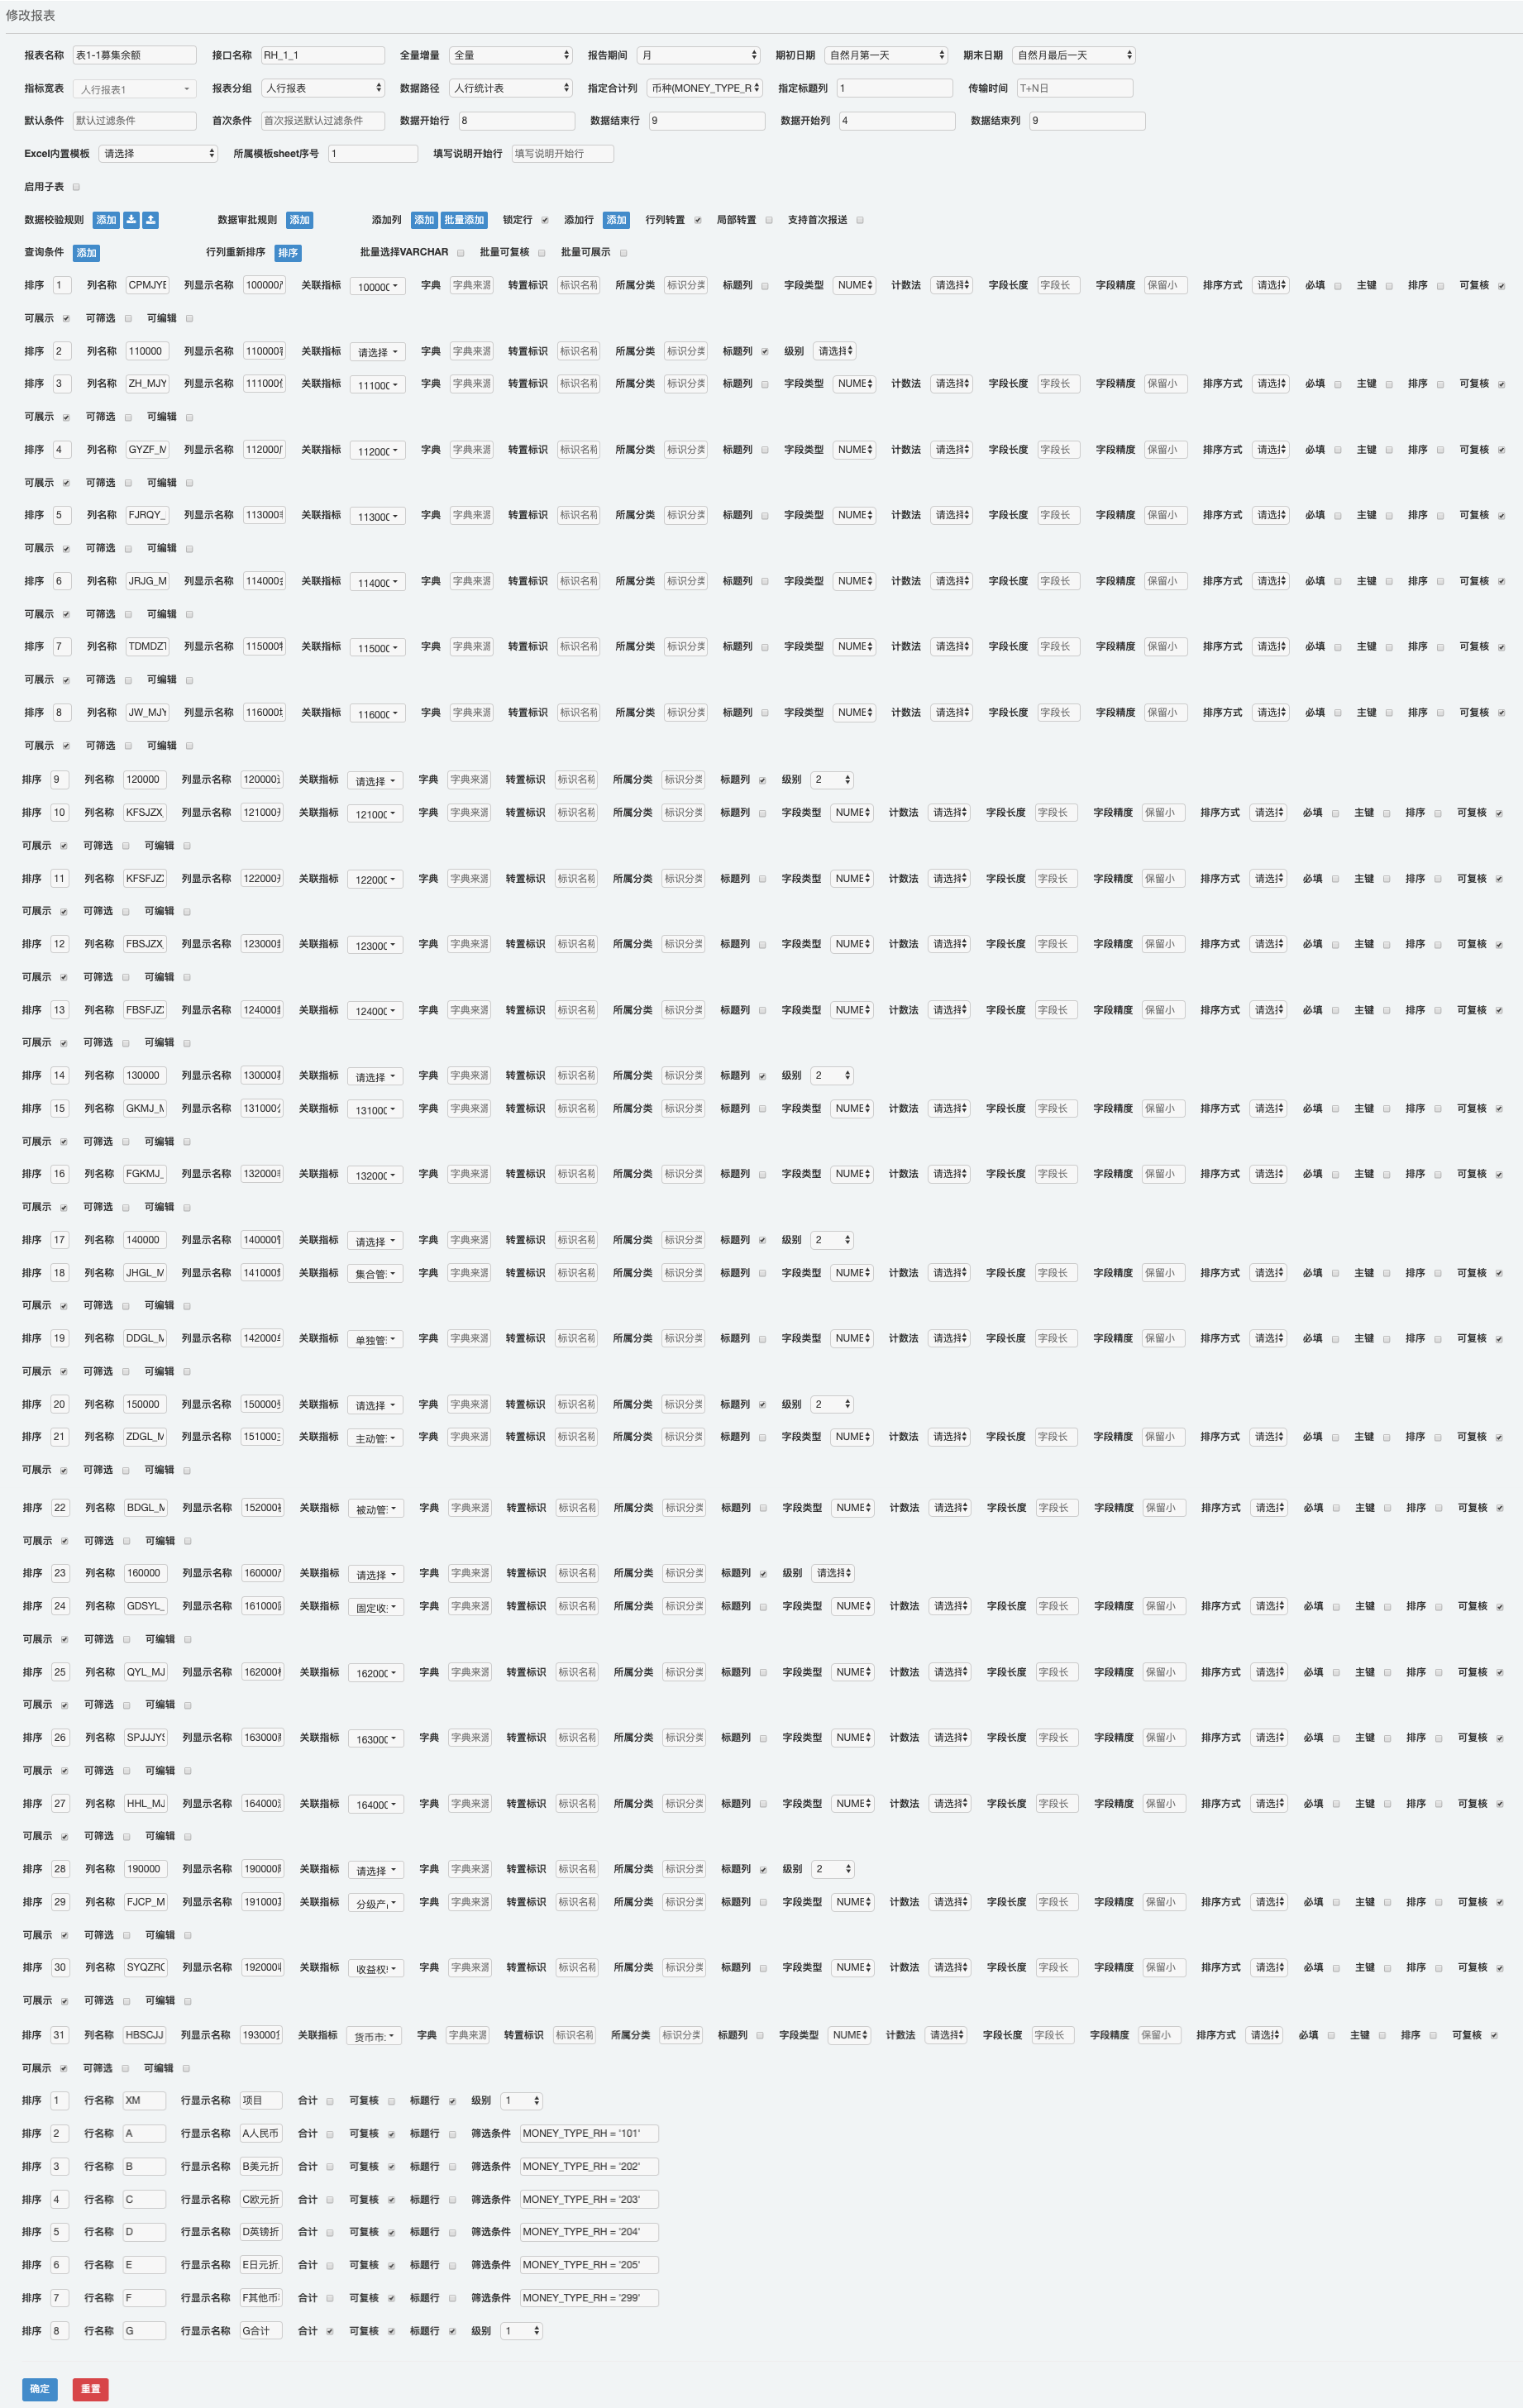 修改报表
报表名称 表1-1募集余额 接口名称 RH_1_1 全量增量 全量 报告期间 月 期初日期 自然月第一天 期末日期 自然月最后一天
指标宽表 人行报表1 报表分组 人行报表 数据路径 人行统计表 指定合计列 币种(MONEY_TYPE_R 指定标题列 1 传输时间 T+N日
默认条件 默认过滤条件 首次条件 首次报送默认过滤条件 数据开始行 8 数据结束行 9 数据开始列 4 数据结束列 9
Excel内置模板 请选择 所属模板sheet序号 1 填写说明开始行 填写说明开始行
启用子表
数据校验规则 添加 数据审批规则 添加 添加列 添加 批量添加 锁定行 添加行 添加 行列转置 局部转置 支持首次报送
查询条件 添加 行列重新排序 排序 批量选择VARCHAR 批量可复核 批量可展示
排序 1 列名称 CPMJYE 列显示名称 100000 关联指标 10000 字典 字典来源 转置标识 标识名称 所属分类 标识分类 标题列 字段类型 NUME 计数法 请选择 字段长度 字段长 字段精度 保留小 排序方式 请选择 必填 主键 排序 可复核
可展示 可筛选 可编辑
排序 2 列名称 110000 列显示名称 110000 关联指标 请选择 字典 字典来源 转置标识 标识名称 所属分类 标识分类 标题列 级别 请选择
排序 3 列名称 ZH_MJY 列显示名称 111000 关联指标 11100 字典 字典来源 转置标识 标识名称 所属分类 标识分类 标题列 字段类型 NUME 计数法 请选择 字段长度 字段长 字段精度 保留小 排序方式 请选择 必填 主键 排序 可复核
可展示 可筛选 可编辑
排序 4 列名称 GYZF_M 列显示名称 112000 关联指标 11200 字典 字典来源 转置标识 标识名称 所属分类 标识分类 标题列 字段类型 NUME 计数法 请选择 字段长度 字段长 字段精度 保留小 排序方式 请选择 必填 主键 排序 可复核
可展示 可筛选 可编辑
排序 5 列名称 FJRQY_ 列显示名称 113000 关联指标 11300 字典 字典来源 转置标识 标识名称 所属分类 标识分类 标题列 字段类型 NUME 计数法 请选择 字段长度 字段长 字段精度 保留小 排序方式 请选择 必填 主键 排序 可复核
可展示 可筛选 可编辑
排序 6 列名称 JRJG_M 列显示名称 114000 关联指标 11400 字典 字典来源 转置标识 标识名称 所属分类 标识分类 标题列 字段类型 NUME 计数法 请选择 字段长度 字段长 字段精度 保留小 排序方式 请选择 必填 主键 排序 可复核
可展示 可筛选 可编辑
排序 7 列名称 TDMDZT 列显示名称 115000 关联指标 11500 字典 字典来源 转置标识 标识名称 所属分类 标识分类 标题列 字段类型 NUME 计数法 请选择 字段长度 字段长 字段精度 保留小 排序方式 请选择 必填 主键 排序 可复核
可展示 可筛选 可编辑
排序 8 列名称 JW_MJY 列显示名称 116000 关联指标 11600 字典 字典来源 转置标识 标识名称 所属分类 标识分类 标题列 字段类型 NUME 计数法 请选择 字段长度 字段长 字段精度 保留小 排序方式 请选择 必填 主键 排序 可复核
可展示 可筛选 可编辑
排序 9 列名称 120000 列显示名称 120000 关联指标 请选择 字典 字典来源 转置标识 标识名称 所属分类 标识分类 标题列 级别 2
排序 10 列名称 KFSJZX 列显示名称 121000 关联指标 12100 字典 字典来源 转置标识 标识名称 所属分类 标识分类 标题列 字段类型 NUME 计数法 请选择 字段长度 字段长 字段精度 保留小 排序方式 请选择 必填 主键 排序 可复核
可展示 可筛选 可编辑
排序 11 列名称 KFSFJZ 列显示名称 122000 关联指标 12200 字典 字典来源 转置标识 标识名称 所属分类 标识分类 标题列 字段类型 NUME 计数法 请选择 字段长度 字段长 字段精度 保留小 排序方式 请选择 必填 主键 排序 可复核
可展示 可筛选 可编辑
排序 12 列名称 FBSJZX 列显示名称 123000 关联指标 12300 字典 字典来源 转置标识 标识名称 所属分类 标识分类 标题列 字段类型 NUME 计数法 请选择 字段长度 字段长 字段精度 保留小 排序方式 请选择 必填 主键 排序 可复核
可展示 可筛选 可编辑
排序 13 列名称 FBSFJZ 列显示名称 124000 关联指标 12400 字典 字典来源 转置标识 标识名称 所属分类 标识分类 标题列 字段类型 NUME 计数法 请选择 字段长度 字段长 字段精度 保留小 排序方式 请选择 必填 主键 排序 可复核
可展示 可筛选 可编辑
排序 14 列名称 130000 列显示名称 130000 关联指标 请选择 字典 字典来源 转置标识 标识名称 所属分类 标识分类 标题列 级别 2
排序 15 列名称 GKMJ_M 列显示名称 131000 关联指标 13100 字典 字典来源 转置标识 标识名称 所属分类 标识分类 标题列 字段类型 NUME 计数法 请选择 字段长度 字段长 字段精度 保留小 排序方式 请选择 必填 主键 排序 可复核
可展示 可筛选 可编辑
排序 16 列名称 FGKMJ_ 列显示名称 132000 关联指标 13200 字典 字典来源 转置标识 标识名称 所属分类 标识分类 标题列 字段类型 NUME 计数法 请选择 字段长度 字段长 字段精度 保留小 排序方式 请选择 必填 主键 排序 可复核
可展示 可筛选 可编辑
排序 17 列名称 140000 列显示名称 140000 关联指标 请选择 字典 字典来源 转置标识 标识名称 所属分类 标识分类 标题列 级别 2
排序 18 列名称 JHGL_M 列显示名称 141000 关联指标 集合管 字典 字典来源 转置标识 标识名称 所属分类 标识分类 标题列 字段类型 NUME 计数法 请选择 字段长度 字段长 字段精度 保留小 排序方式 请选择 必填 主键 排序 可复核
可展示 可筛选 可编辑
排序 19 列名称 DDGL_M 列显示名称 142000 关联指标 单独管 字典 字典来源 转置标识 标识名称 所属分类 标识分类 标题列 字段类型 NUME 计数法 请选择 字段长度 字段长 字段精度 保留小 排序方式 请选择 必填 主键 排序 可复核
可展示 可筛选 可编辑
排序 20 列名称 150000 列显示名称 150000 关联指标 请选择 字典 字典来源 转置标识 标识名称 所属分类 标识分类 标题列 级别 2
排序 21 列名称 ZDGL_M 列显示名称 151000 关联指标 主动管 字典 字典来源 转置标识 标识名称 所属分类 标识分类 标题列 字段类型 NUME 计数法 请选择 字段长度 字段长 字段精度 保留小 排序方式 请选择 必填 主键 排序 可复核
可展示 可筛选 可编辑
排序 22 列名称 BDGL_M 列显示名称 152000 关联指标 被动管 字典 字典来源 转置标识 标识名称 所属分类 标识分类 标题列 字段类型 NUME 计数法 请选择 字段长度 字段长 字段精度 保留小 排序方式 请选择 必填 主键 排序 可复核
可展示 可筛选 可编辑
排序 23 列名称 160000 列显示名称 160000 关联指标 请选择 字典 字典来源 转置标识 标识名称 所属分类 标识分类 标题列 级别 请选择
排序 24 列名称 GDSYL_ 列显示名称 161000 关联指标 固定收 字典 字典来源 转置标识 标识名称 所属分类 标识分类 标题列 字段类型 NUME 计数法 请选择 字段长度 字段长 字段精度 保留小 排序方式 请选择 必填 主键 排序 可复核
可展示 可筛选 可编辑
排序 25 列名称 QYL_MJ 列显示名称 162000 关联指标 16200 字典 字典来源 转置标识 标识名称 所属分类 标识分类 标题列 字段类型 NUME 计数法 请选择 字段长度 字段长 字段精度 保留小 排序方式 请选择 必填 主键 排序 可复核
可展示 可筛选 可编辑
排序 26 列名称 SPJJYS 列显示名称 163000 关联指标 16300 字典 字典来源 转置标识 标识名称 所属分类 标识分类 标题列 字段类型 NUME 计数法 请选择 字段长度 字段长 字段精度 保留小 排序方式 请选择 必填 主键 排序 可复核
可展示 可筛选 可编辑
排序 27 列名称 HHL_MJ 列显示名称 164000 关联指标 16400 字典 字典来源 转置标识 标识名称 所属分类 标识分类 标题列 字段类型 NUME 计数法 请选择 字段长度 字段长 字段精度 保留小 排序方式 请选择 必填 主键 排序 可复核
可展示 可筛选 可编辑
排序 28 列名称 190000 列显示名称 190000 关联指标 请选择 字典 字典来源 转置标识 标识名称 所属分类 标识分类 标题列 级别 2
排序 29 列名称 FJCP_M 列显示名称 191000 关联指标 分级产 字典 字典来源 转置标识 标识名称 所属分类 标识分类 标题列 字段类型 NUME 计数法 请选择 字段长度 字段长 字段精度 保留小 排序方式 请选择 必填 主键 排序 可复核
可展示 可筛选 可编辑
排序 30 列名称 SYQZRC 列显示名称 192000 关联指标 收益权 字典 字典来源 转置标识 标识名称 所属分类 标识分类 标题列 字段类型 NUME 计数法 请选择 字段长度 字段长 字段精度 保留小 排序方式 请选择 必填 主键 排序 可复核
可展示 可筛选 可编辑
排序 31 列名称 HBSCJJ 列显示名称 193000 关联指标 货币市 字典 字典来源 转置标识 标识名称 所属分类 标识分类 标题列 字段类型 NUME 计数法 请选择 字段长度 字段长 字段精度 保留小 排序方式 请选择 必填 主键 排序 可复核
可展示 可筛选 可编辑
排序 1 行名称 XM 行显示名称 项目 合计 可复核 标题行 级别 1
排序 2 行名称 A 行显示名称 A人民币 合计 可复核 标题行 筛选条件 MONEY_TYPE_RH = '101'
排序 3 行名称 B 行显示名称 B美元折 合计 可复核 标题行 筛选条件 MONEY_TYPE_RH = '202'
排序 4 行名称 C 行显示名称 C欧元折 合计 可复核 标题行 筛选条件 MONEY_TYPE_RH = '203'
排序 5 行名称 D 行显示名称 D英镑折 合计 可复核 标题行 筛选条件 MONEY_TYPE_RH = '204'
排序 6 行名称 E 行显示名称 E日元折 合计 可复核 标题行 筛选条件 MONEY_TYPE_RH = '205'
排序 7 行名称 F 行显示名称 F其他币 合计 可复核 标题行 筛选条件 MONEY_TYPE_RH = '299'
排序 8 行名称 G 行显示名称 G合计 合计 可复核 标题行 级别 1
确定 重置